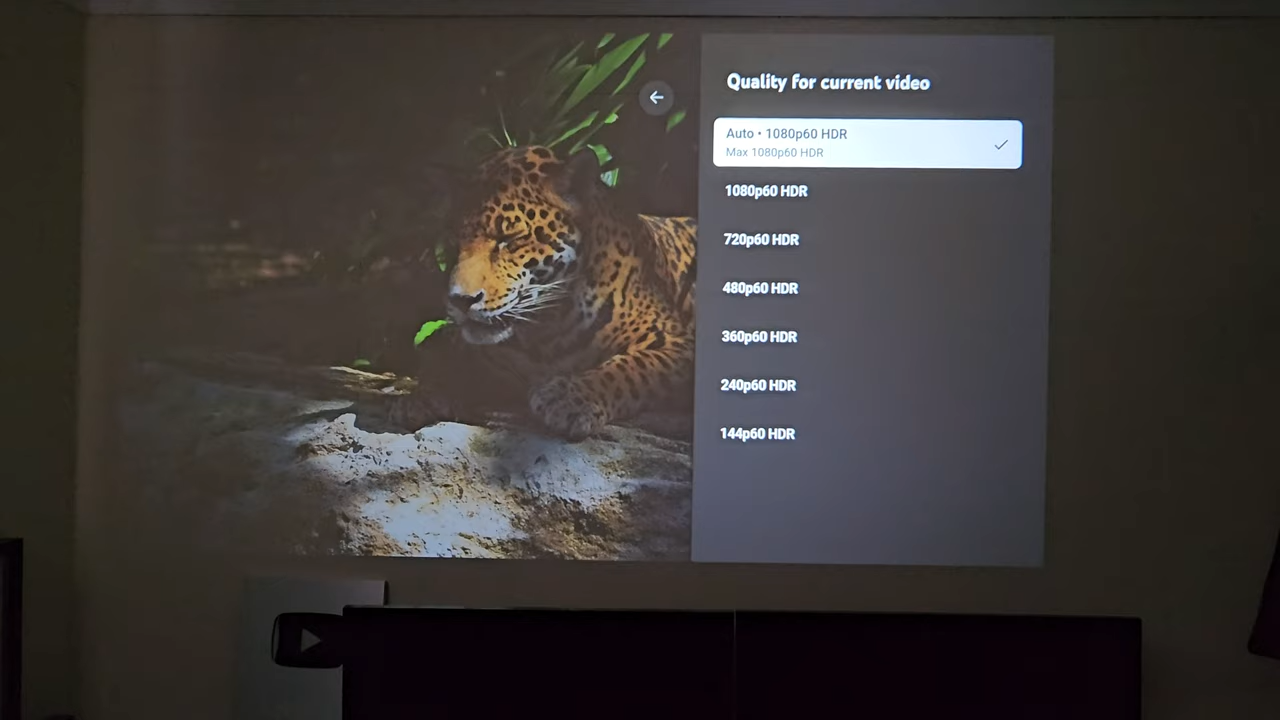 Quality for current video
Auto • 1080p60 HDR
Max 1080p60 HDR
1080p60 HDR
720p60 HDR
480p60 HDR
360p60 HDR
240p60 HDR
144p60 HDR